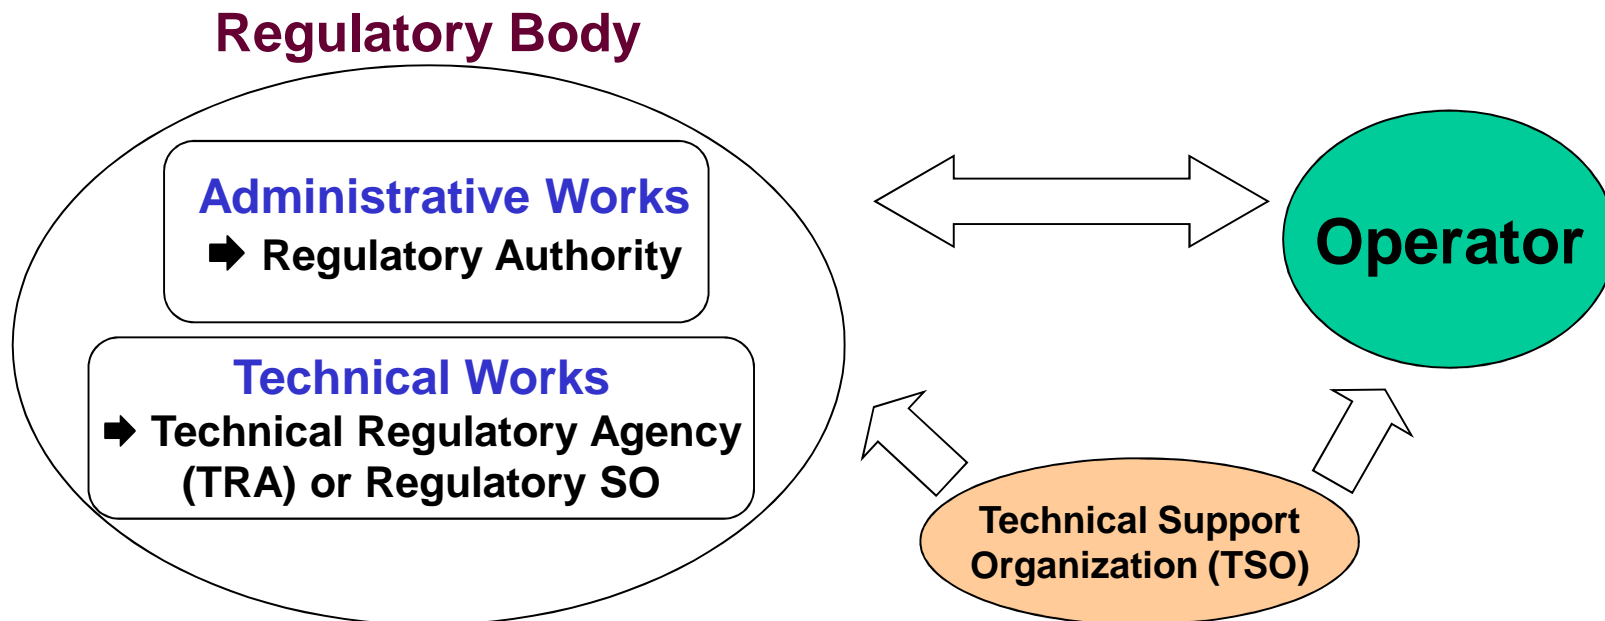 Regulatory Body
Administrative Works
➡ Regulatory Authority
Technical Works
➡ Technical Regulatory Agency
(TRA) or Regulatory SO
Operator
Technical Support
Organization (TSO)